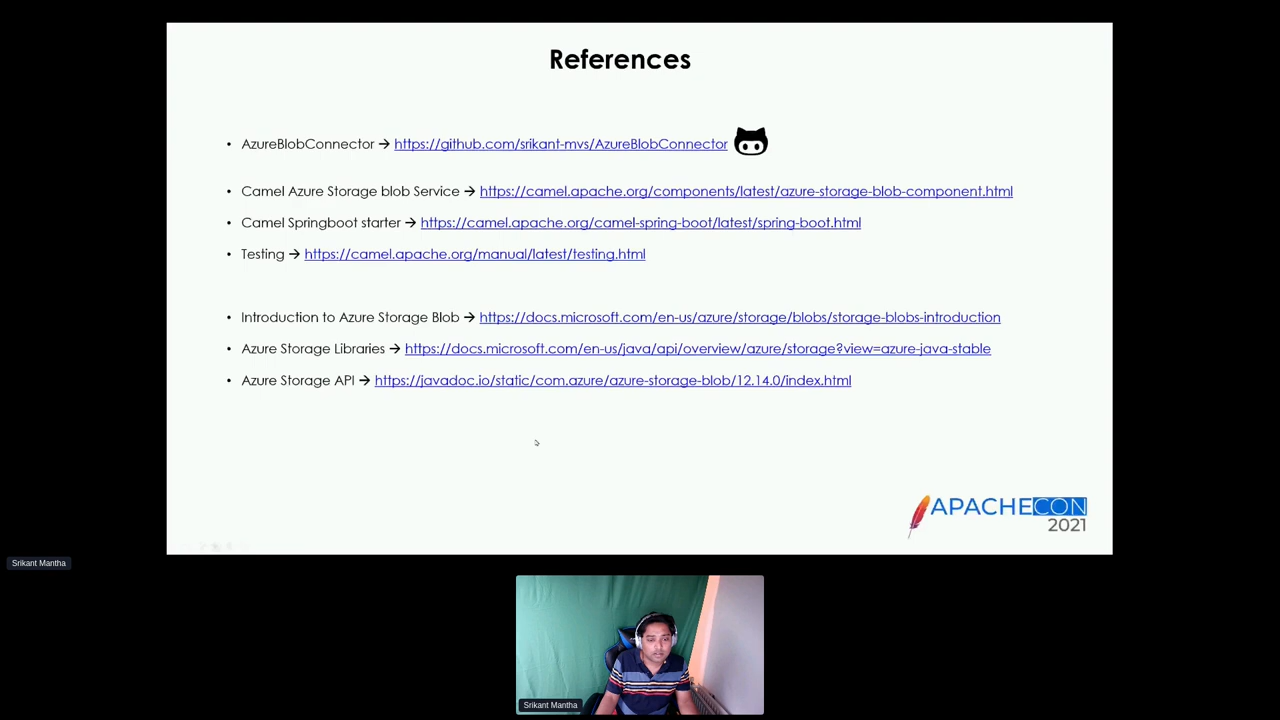 References
• AzureBlobConnector → https://github.com/srikant-mvs/AzureBlobConnector
• Camel Azure Storage blob Service → https://camel.apache.org/components/latest/azure-storage-blob-component.html
• Camel Springboot starter → https://camel.apache.org/camel-spring-boot/latest/spring-boot.html
• Testing → https://camel.apache.org/manual/latest/testing.html
• Introduction to Azure Storage Blob → https://docs.microsoft.com/en-us/azure/storage/blobs/storage-blobs-introduction
• Azure Storage Libraries → https://docs.microsoft.com/en-us/java/api/overview/azure/storage?view=azure-java-stable
• Azure Storage API → https://javadoc.io/static/com.azure/azure-storage-blob/12.14.0/index.html
APACHECON
2021
Srikant Mantha
Srikant Mantha